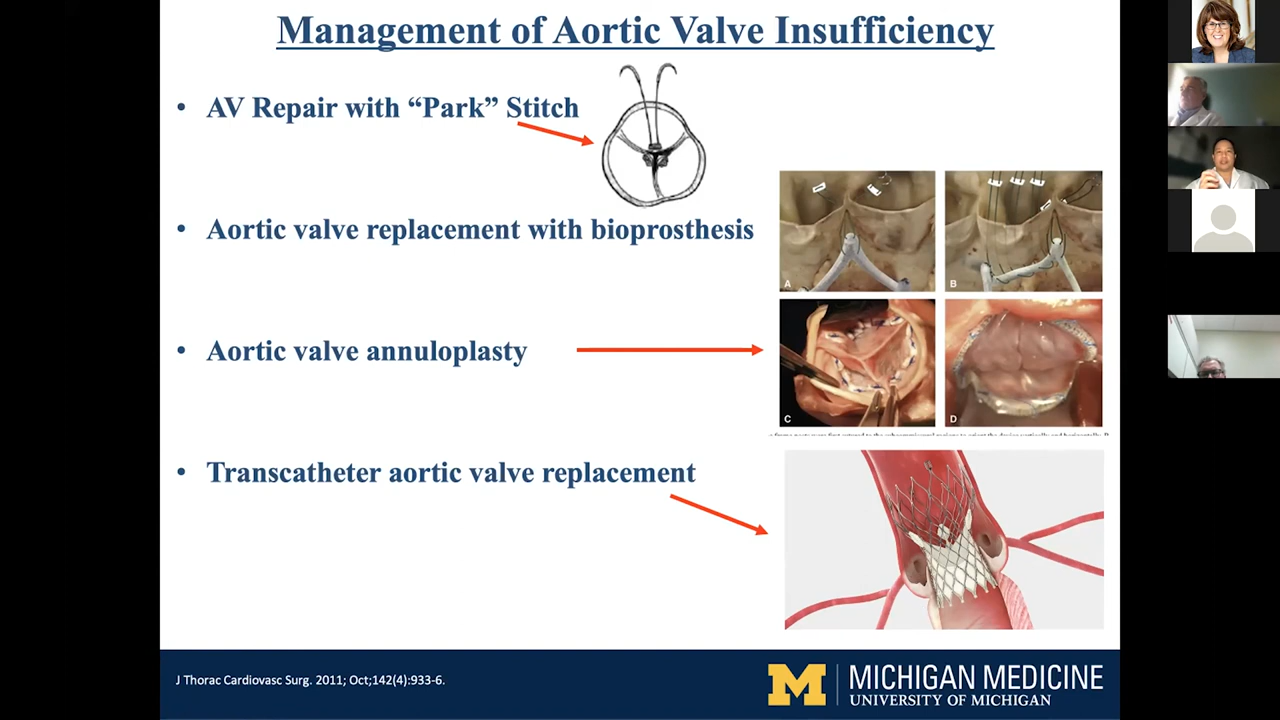 Management of Aortic Valve Insufficiency
• AV Repair with “Park” Stitch
• Aortic valve replacement with bioprosthesis
• Aortic valve annuloplasty
• Transcatheter aortic valve replacement
A
B
C
D
J Thorac Cardiovasc Surg. 2011; Oct;142(4):933-6.
M
MICHIGAN MEDICINE
UNIVERSITY OF MICHIGAN